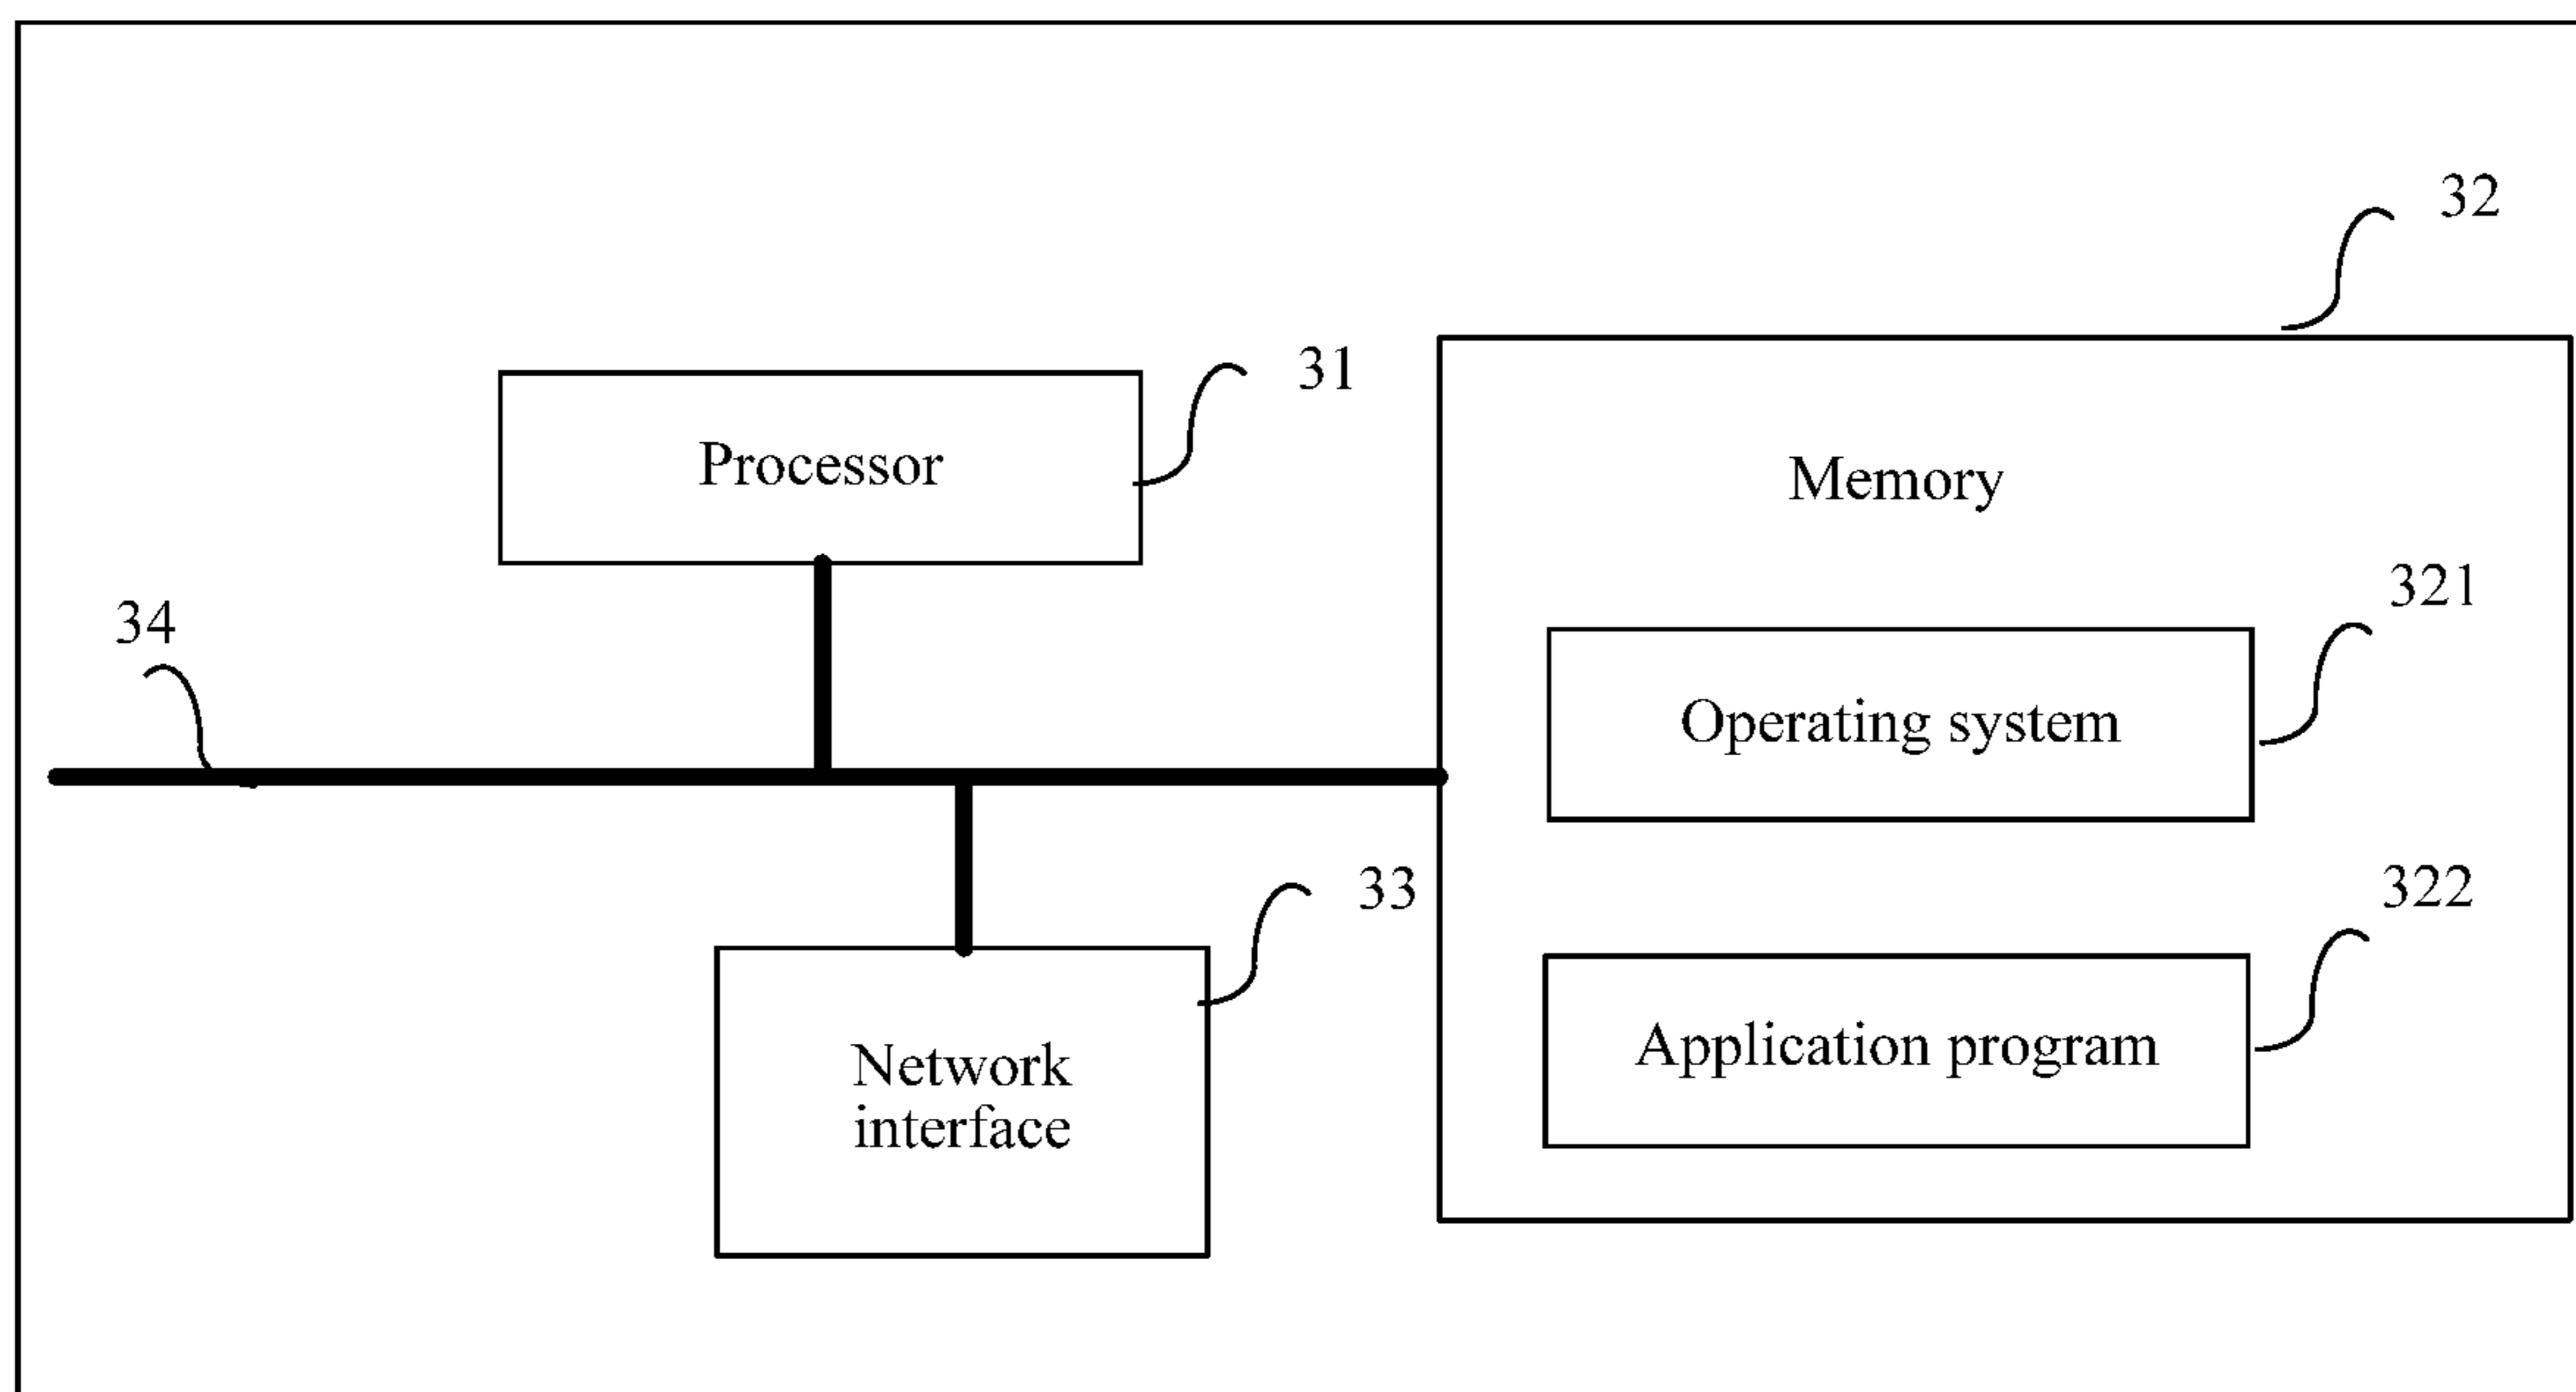 32
31
Processor
Memory
321
34
Operating system
322
33
Application program
Network
interface